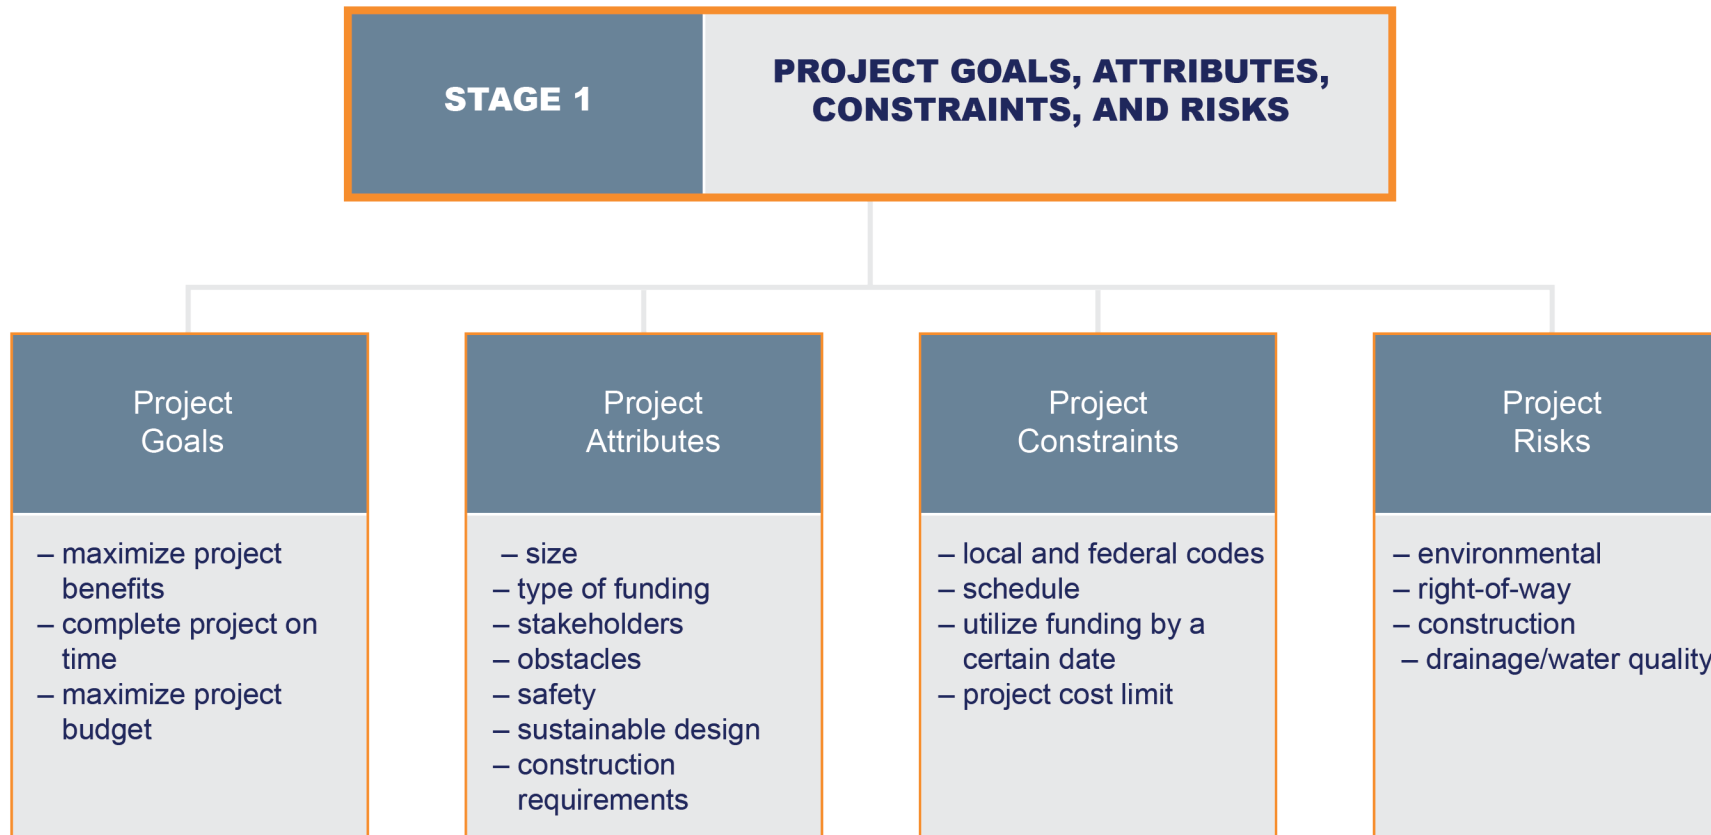 STAGE 1
PROJECT GOALS, ATTRIBUTES,
CONSTRAINTS, AND RISKS
Project
Goals
– maximize project
benefits
– complete project on
time
– maximize project
budget
Project
Attributes
– size
– type of funding
– stakeholders
– obstacles
– safety
– sustainable design
– construction
requirements
Project
Constraints
– local and federal codes
– schedule
– utilize funding by a
certain date
– project cost limit
Project
Risks
– environmental
– right-of-way
– construction
– drainage/water quality